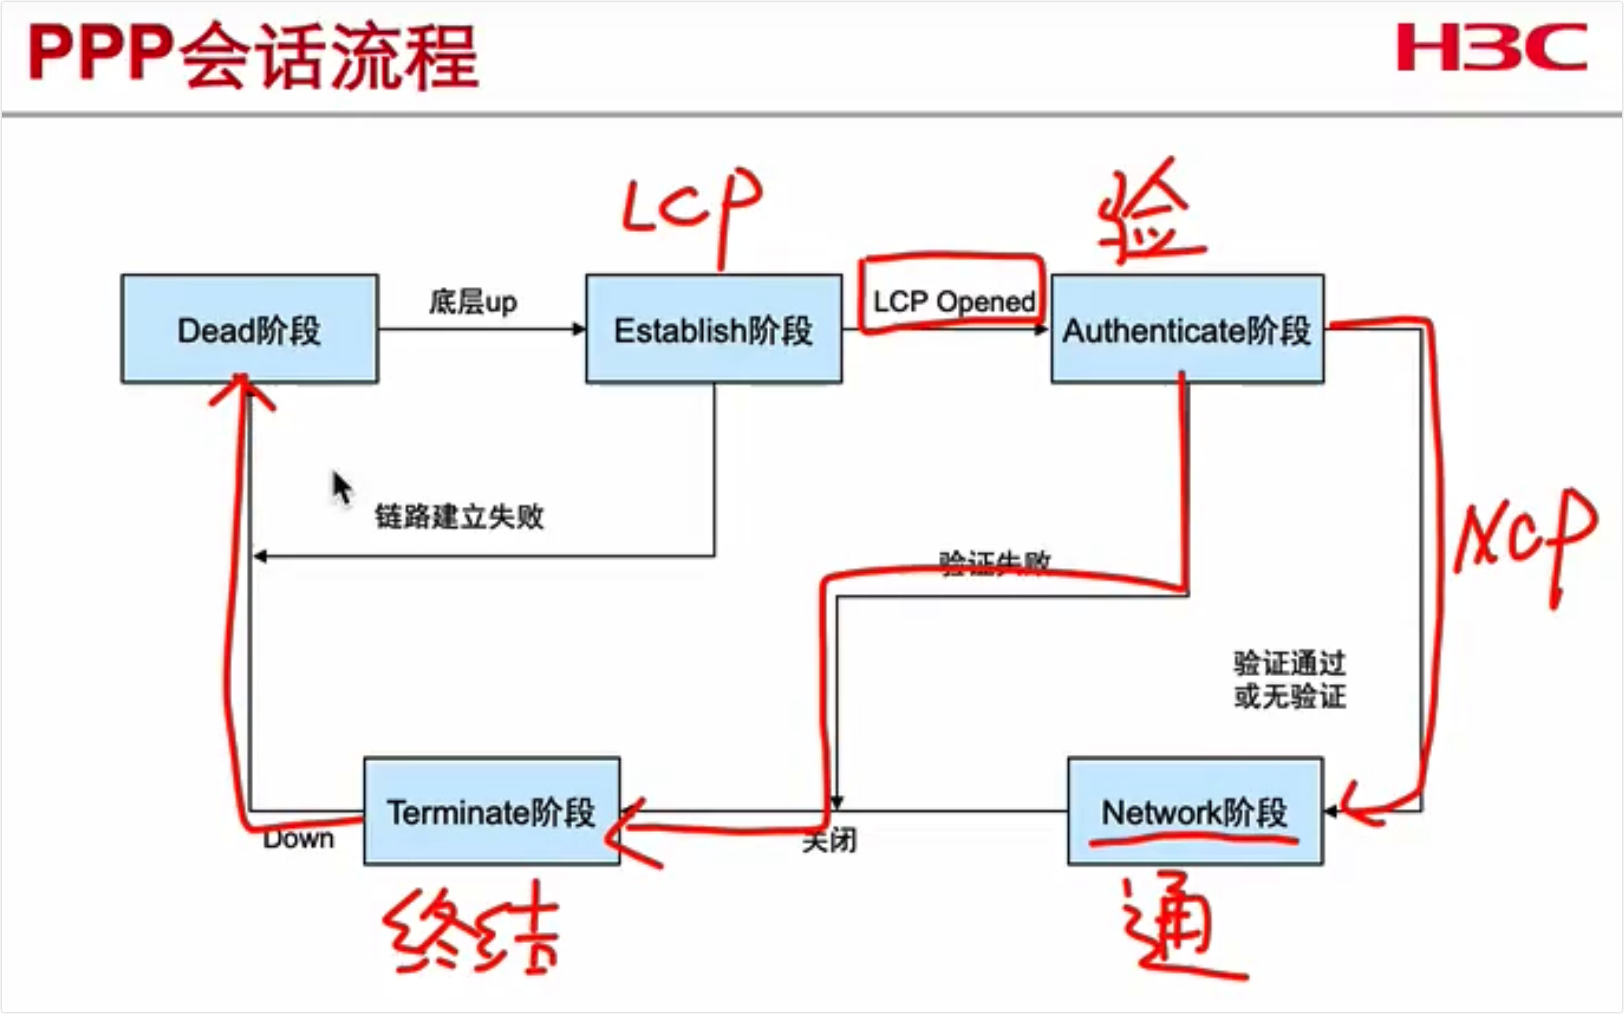 PPP会话流程
H3C
LCP
验
Dead阶段
底层up
Establish阶段
LCP Opened
Authenticate阶段
链路建立失败
验证失败
NCP
验证通过
或无验证
Terminate阶段
Network阶段
Down
关闭
终结
通